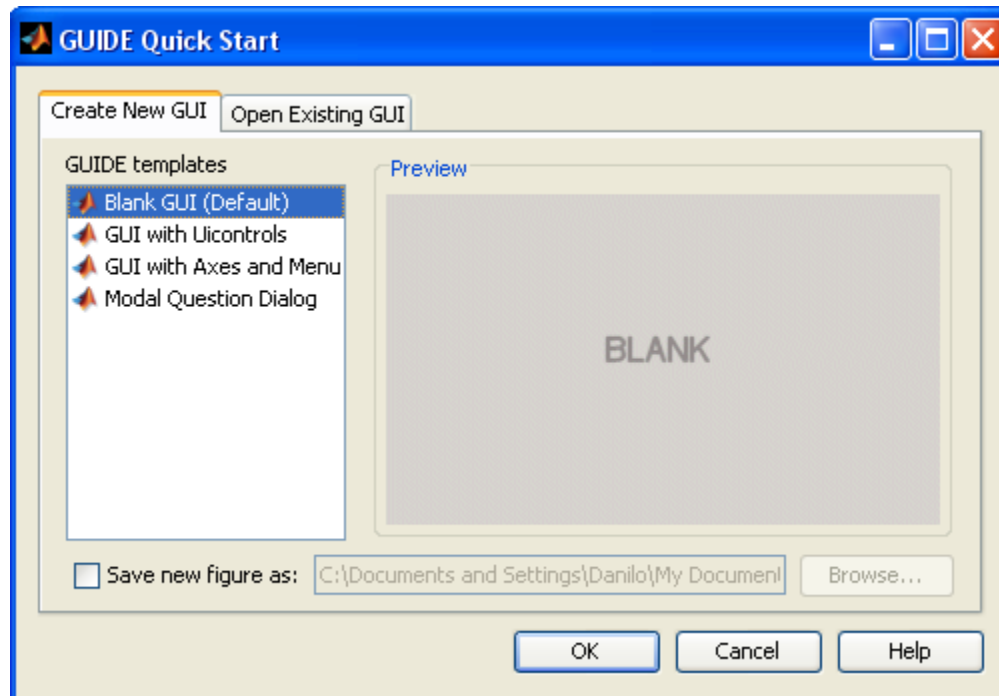 GUIDE Quick Start
Create New GUI
Open Existing GUI
GUIDE templates
Blank GUI (Default)
GUI with Uicontrols
GUI with Axes and Menu
Modal Question Dialog
Preview
BLANK
Save new figure as:
C:\Documents and Settings\Danilo\My Document
Browse...
OK
Cancel
Help